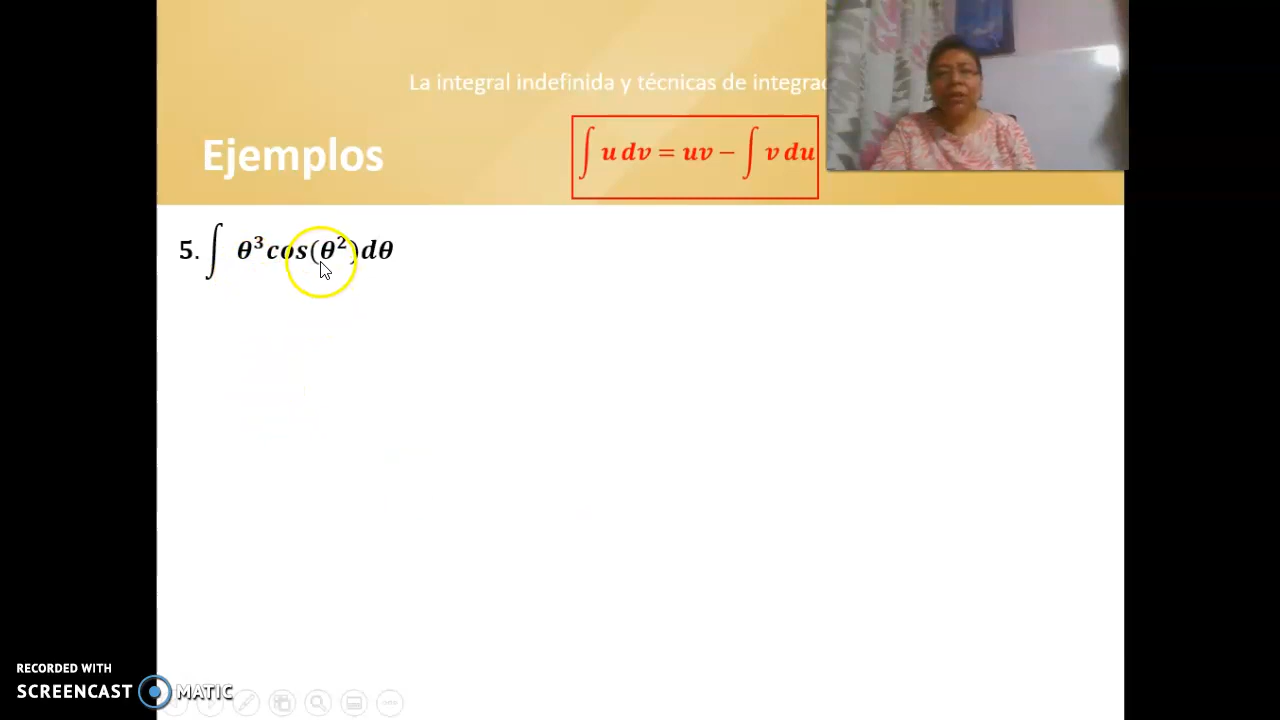 La integral indefinida y técnicas de integrac
Ejemplos
∫ u dv = uv − ∫ v du
5. ∫ θ³cos(θ²)dθ
RECORDED WITH
SCREENCAST MATIC